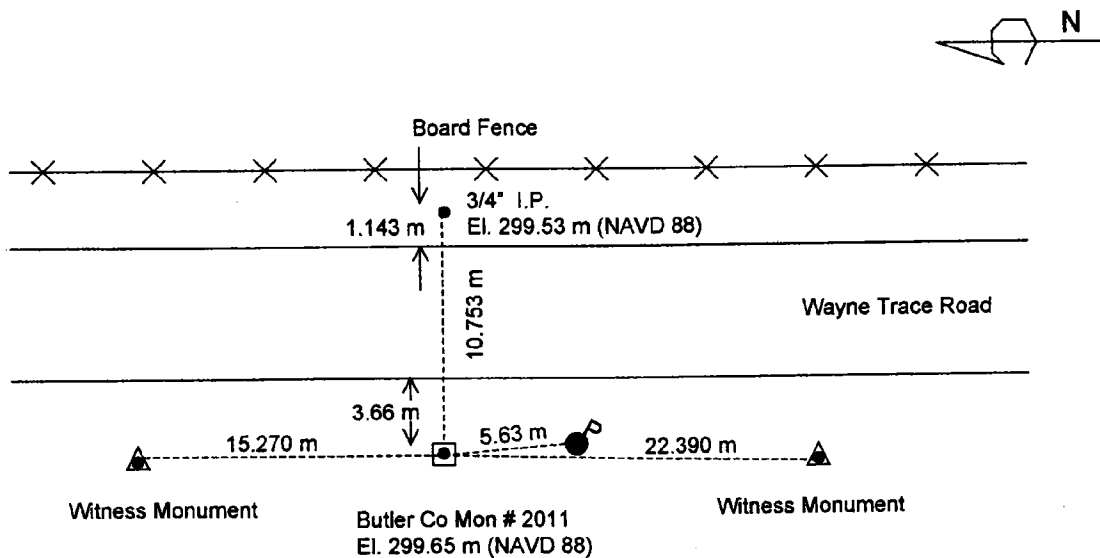 N
Board Fence
3/4" I.P.
1.143 m
El. 299.53 m (NAVD 88)
10.753 m
Wayne Trace Road
3.66 m
15.270 m
5.63 m
P
22.390 m
Witness Monument
Witness Monument
Butler Co Mon # 2011
El. 299.65 m (NAVD 88)